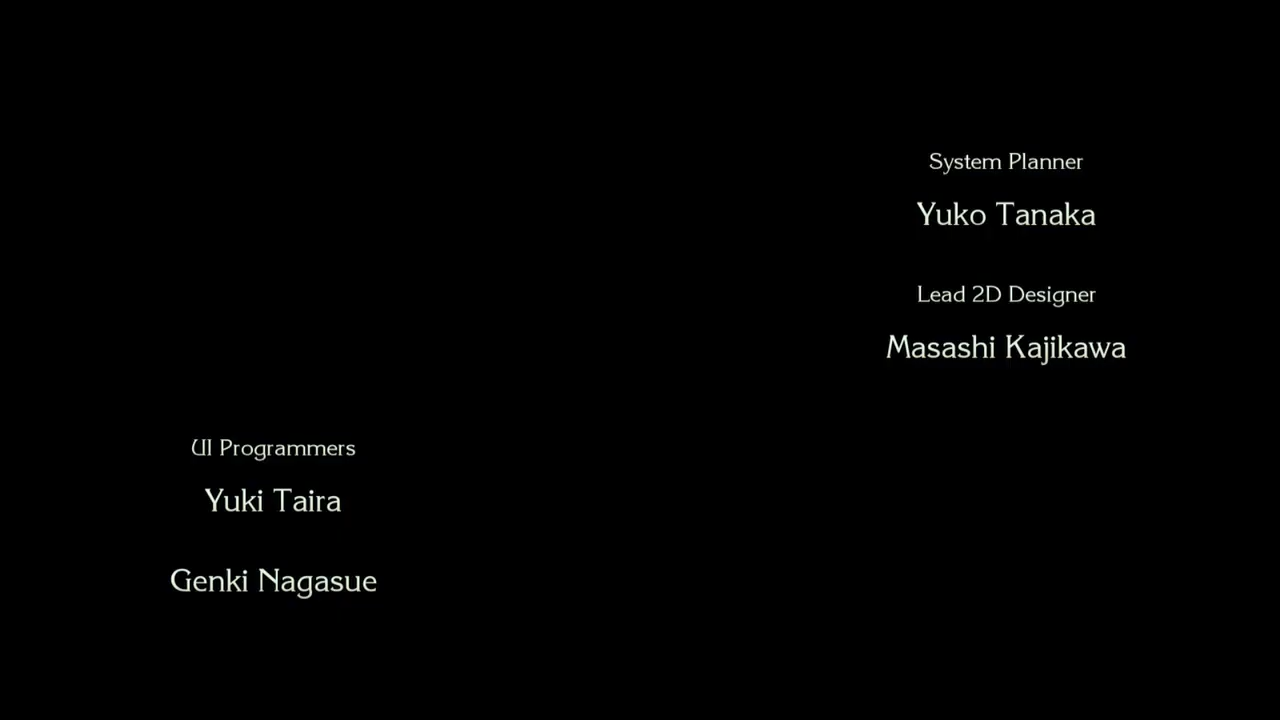 System Planner
Yuko Tanaka
Lead 2D Designer
Masashi Kajikawa
UI Programmers
Yuki Taira
Genki Nagasue